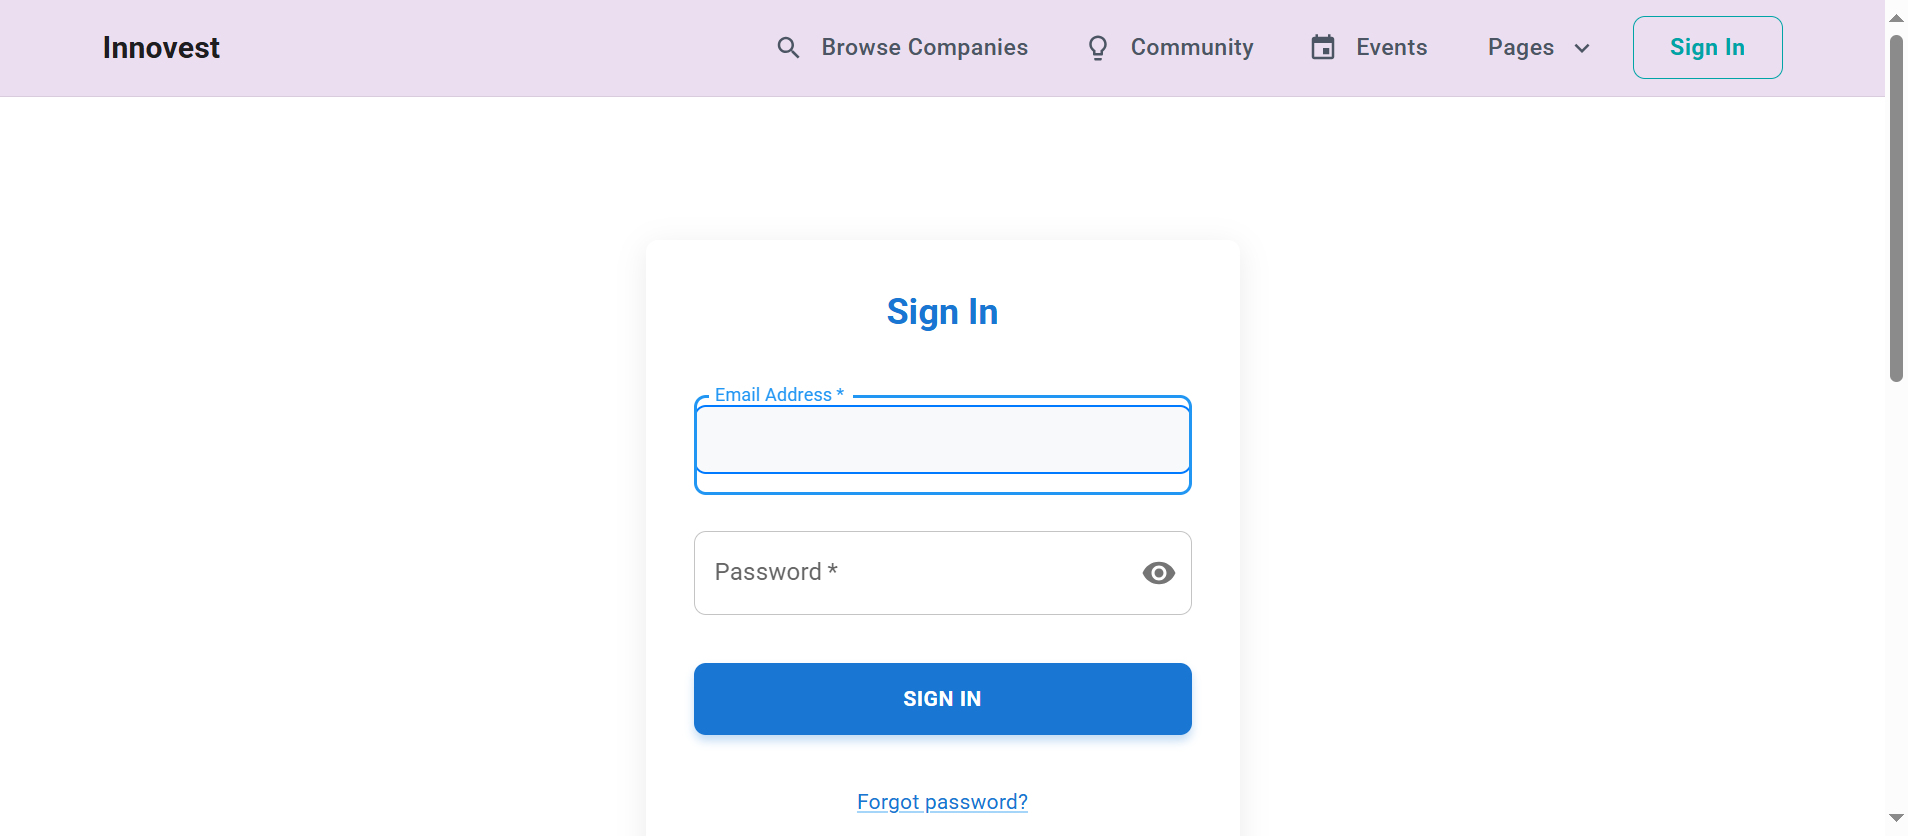 Innovest
Browse Companies
Community
Events
Pages
Sign In
Sign In
Email Address *
Password *
SIGN IN
Forgot password?